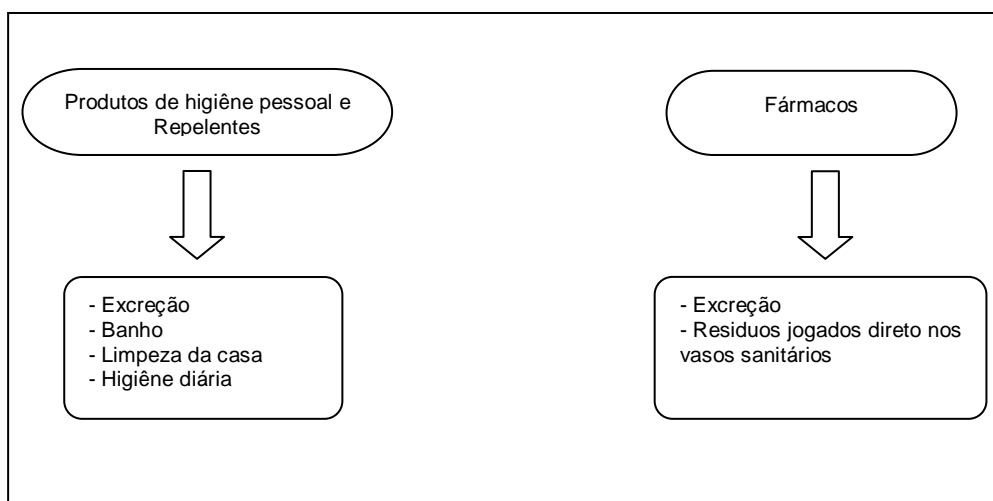 Produtos de higiêne pessoal e
Repelentes
Fármacos
- Excreção
- Banho
- Limpeza da casa
- Higiêne diária
- Excreção
- Residuos jogados direto nos
vasos sanitários